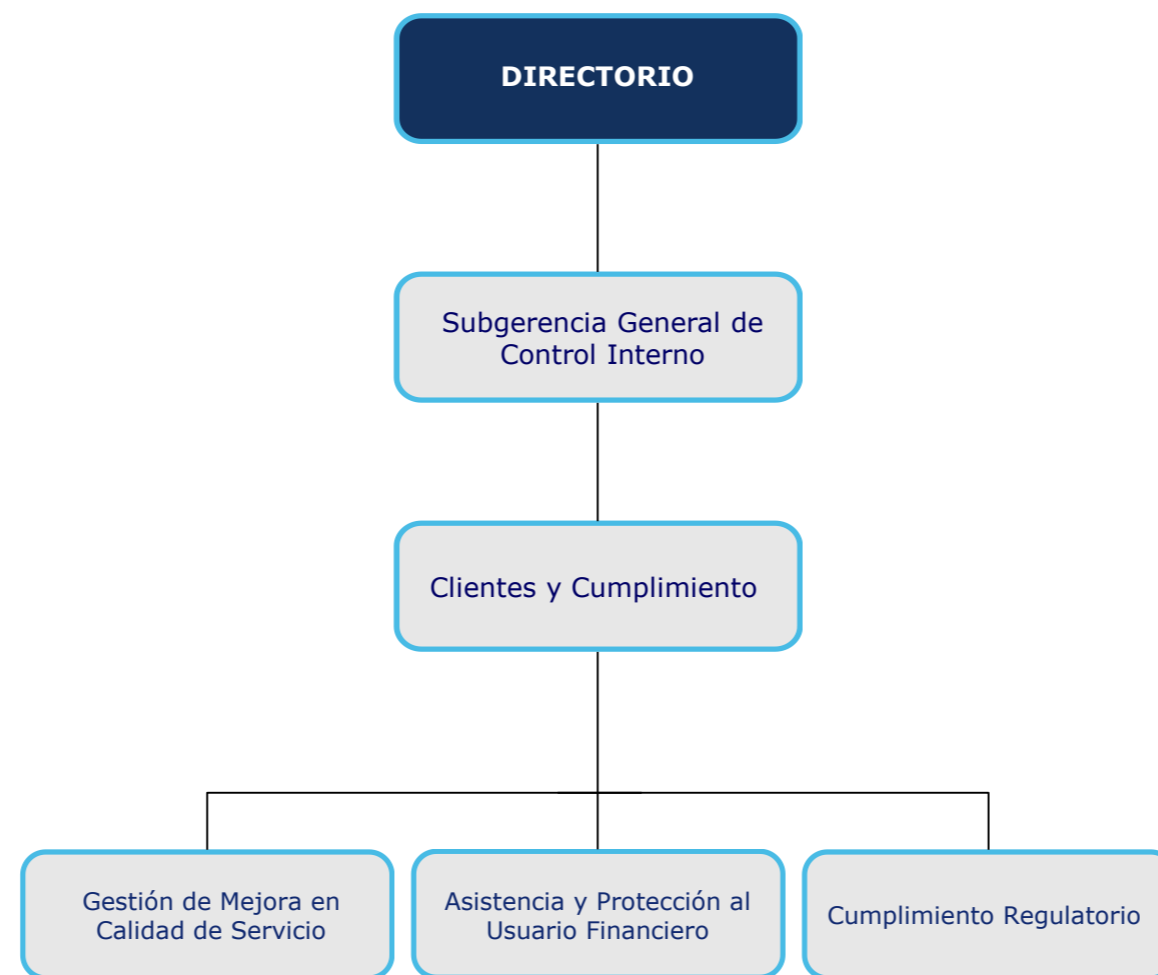 DIRECTORIO
Subgerencia General de
Control Interno
Clientes y Cumplimiento
Gestión de Mejora en
Calidad de Servicio
Asistencia y Protección al
Usuario Financiero
Cumplimiento Regulatorio